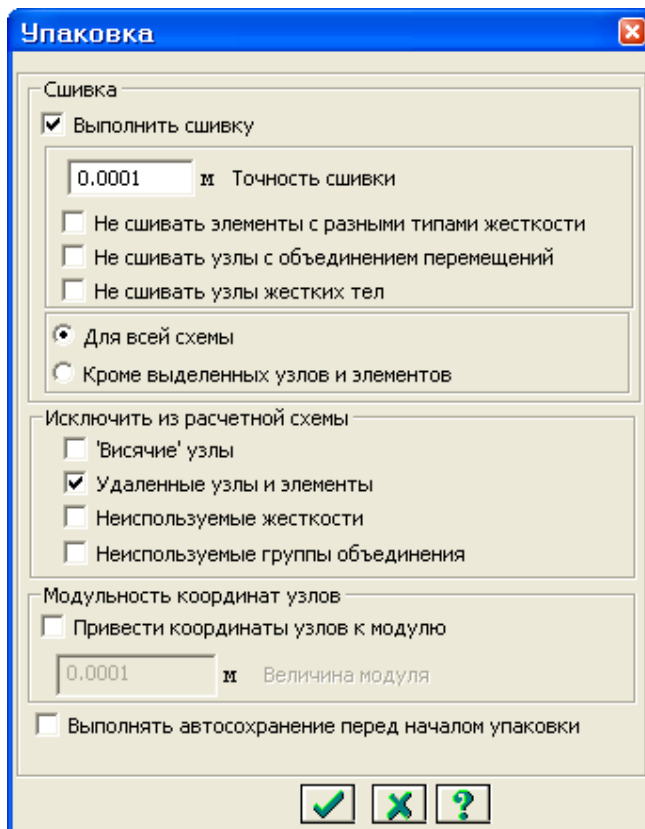 Упаковка
Сшивка
Выполнить сшивку
0.0001 м Точность сшивки
Не сшивать элементы с разными типами жесткости
Не сшивать узлы с объединением перемещений
Не сшивать узлы жестких тел
Для всей схемы
Кроме выделенных узлов и элементов
Исключить из расчетной схемы
'Висячие' узлы
Удаленные узлы и элементы
Неиспользуемые жесткости
Неиспользуемые группы объединения
Модульность координат узлов
Привести координаты узлов к модулю
0.0001 м Величина модуля
Выполнять автосохранение перед началом упаковки
?